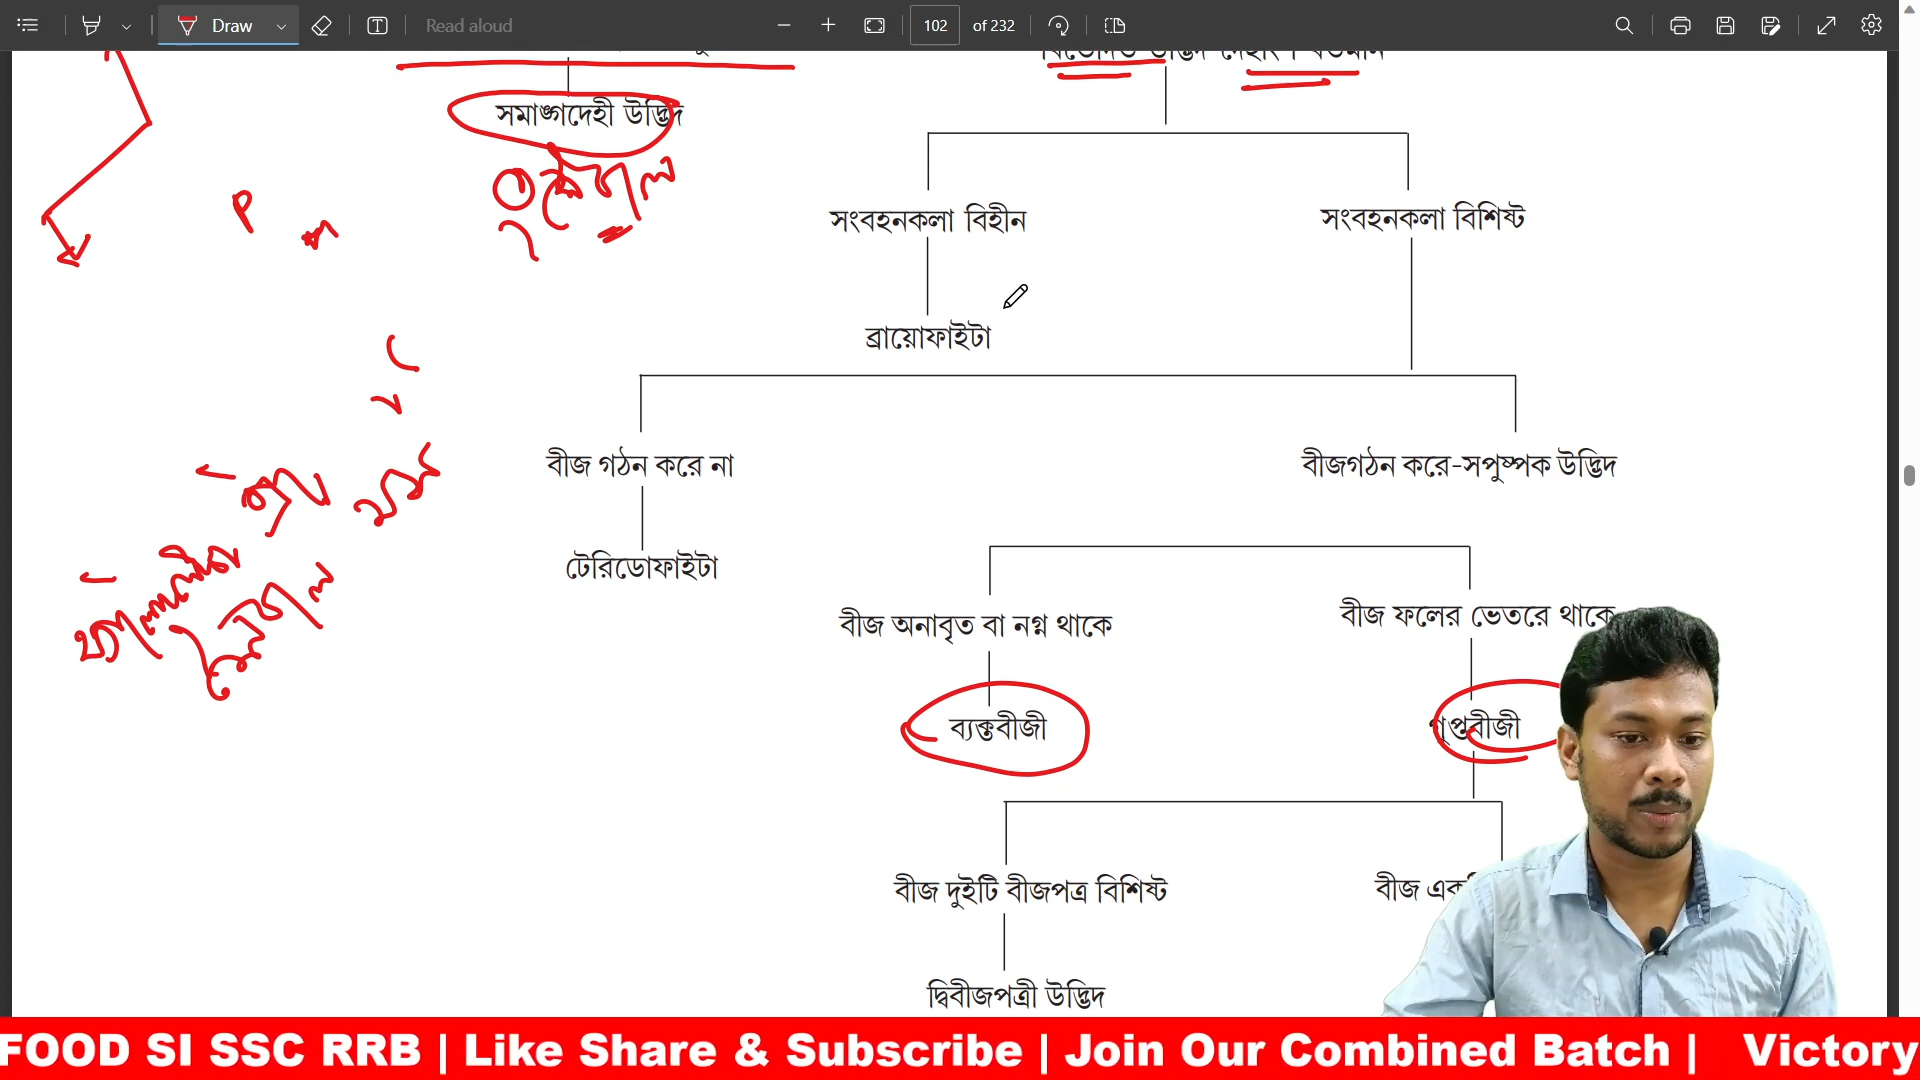 Draw
Read aloud
102 of 232
সমাঙ্গদেহী উদ্ভিদ
P
সংবহনকলা বিহীন
সংবহনকলা বিশিষ্ট
ব্রায়োফাইটা
বীজ গঠন করে না
বীজগঠন করে-সপুষ্পক উদ্ভিদ
টেরিডোফাইটা
বীজ অনাবৃত বা নগ্ন থাকে
বীজ ফলের ভেতরে থাকে
ব্যক্তবীজী
গুপ্তবীজী
বীজ দুইটি বীজপত্র বিশিষ্ট
বীজ
দ্বিবীজপত্রী উদ্ভিদ
FOOD SI SSC RRB | Like Share & Subscribe | Join Our Combined Batch | Victory